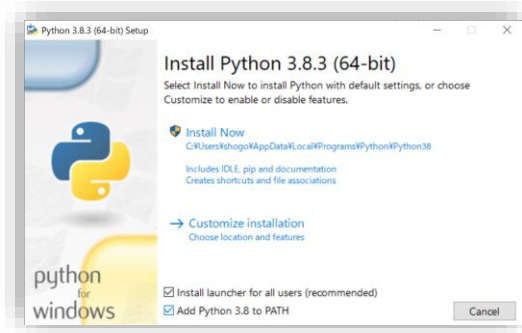 Python 3.8.3 (64-bit) Setup
Install Python 3.8.3 (64-bit)
Select Install Now to install Python with default settings, or choose
Customize to enable or disable features.
Install Now
C:¥Users¥shogo¥AppData¥Local¥Programs¥Python¥Python38
Includes IDLE, pip and documentation
Creates shortcuts and file associations
Customize installation
Choose location and features
python
for
windows
Install launcher for all users (recommended)
Add Python 3.8 to PATH
Cancel